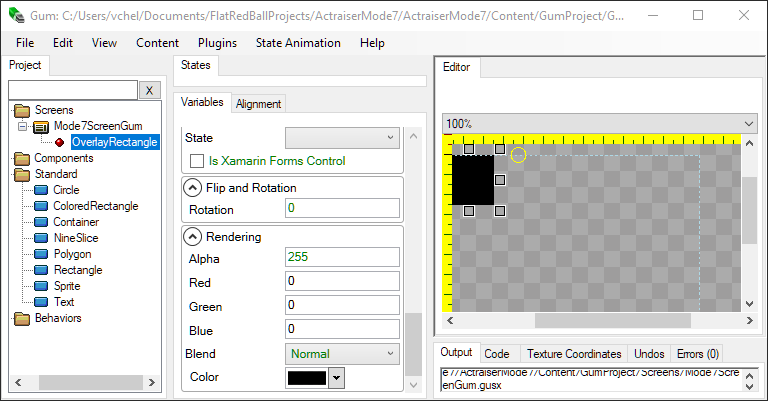 Gum: C:/Users/vchel/Documents/FlatRedBallProjects/ActraiserMode7/ActraiserMode7/Content/GumProject/G...
File Edit View Content Plugins State Animation Help
Project
X
Screens
Mode7ScreenGum
OverlayRectangle
Components
Standard
Circle
ColoredRectangle
Container
NineSlice
Polygon
Rectangle
Sprite
Text
Behaviors
States
Variables Alignment
State
Is Xamarin Forms Control
Flip and Rotation
Rotation 0
Rendering
Alpha 255
Red 0
Green 0
Blue 0
Blend Normal
Color
Editor
100%
Output Code Texture Coordinates Undos Errors (0)
e7/ActraiserMode7/Content/GumProject/Screens/Mode7Scre
enGum.gusx